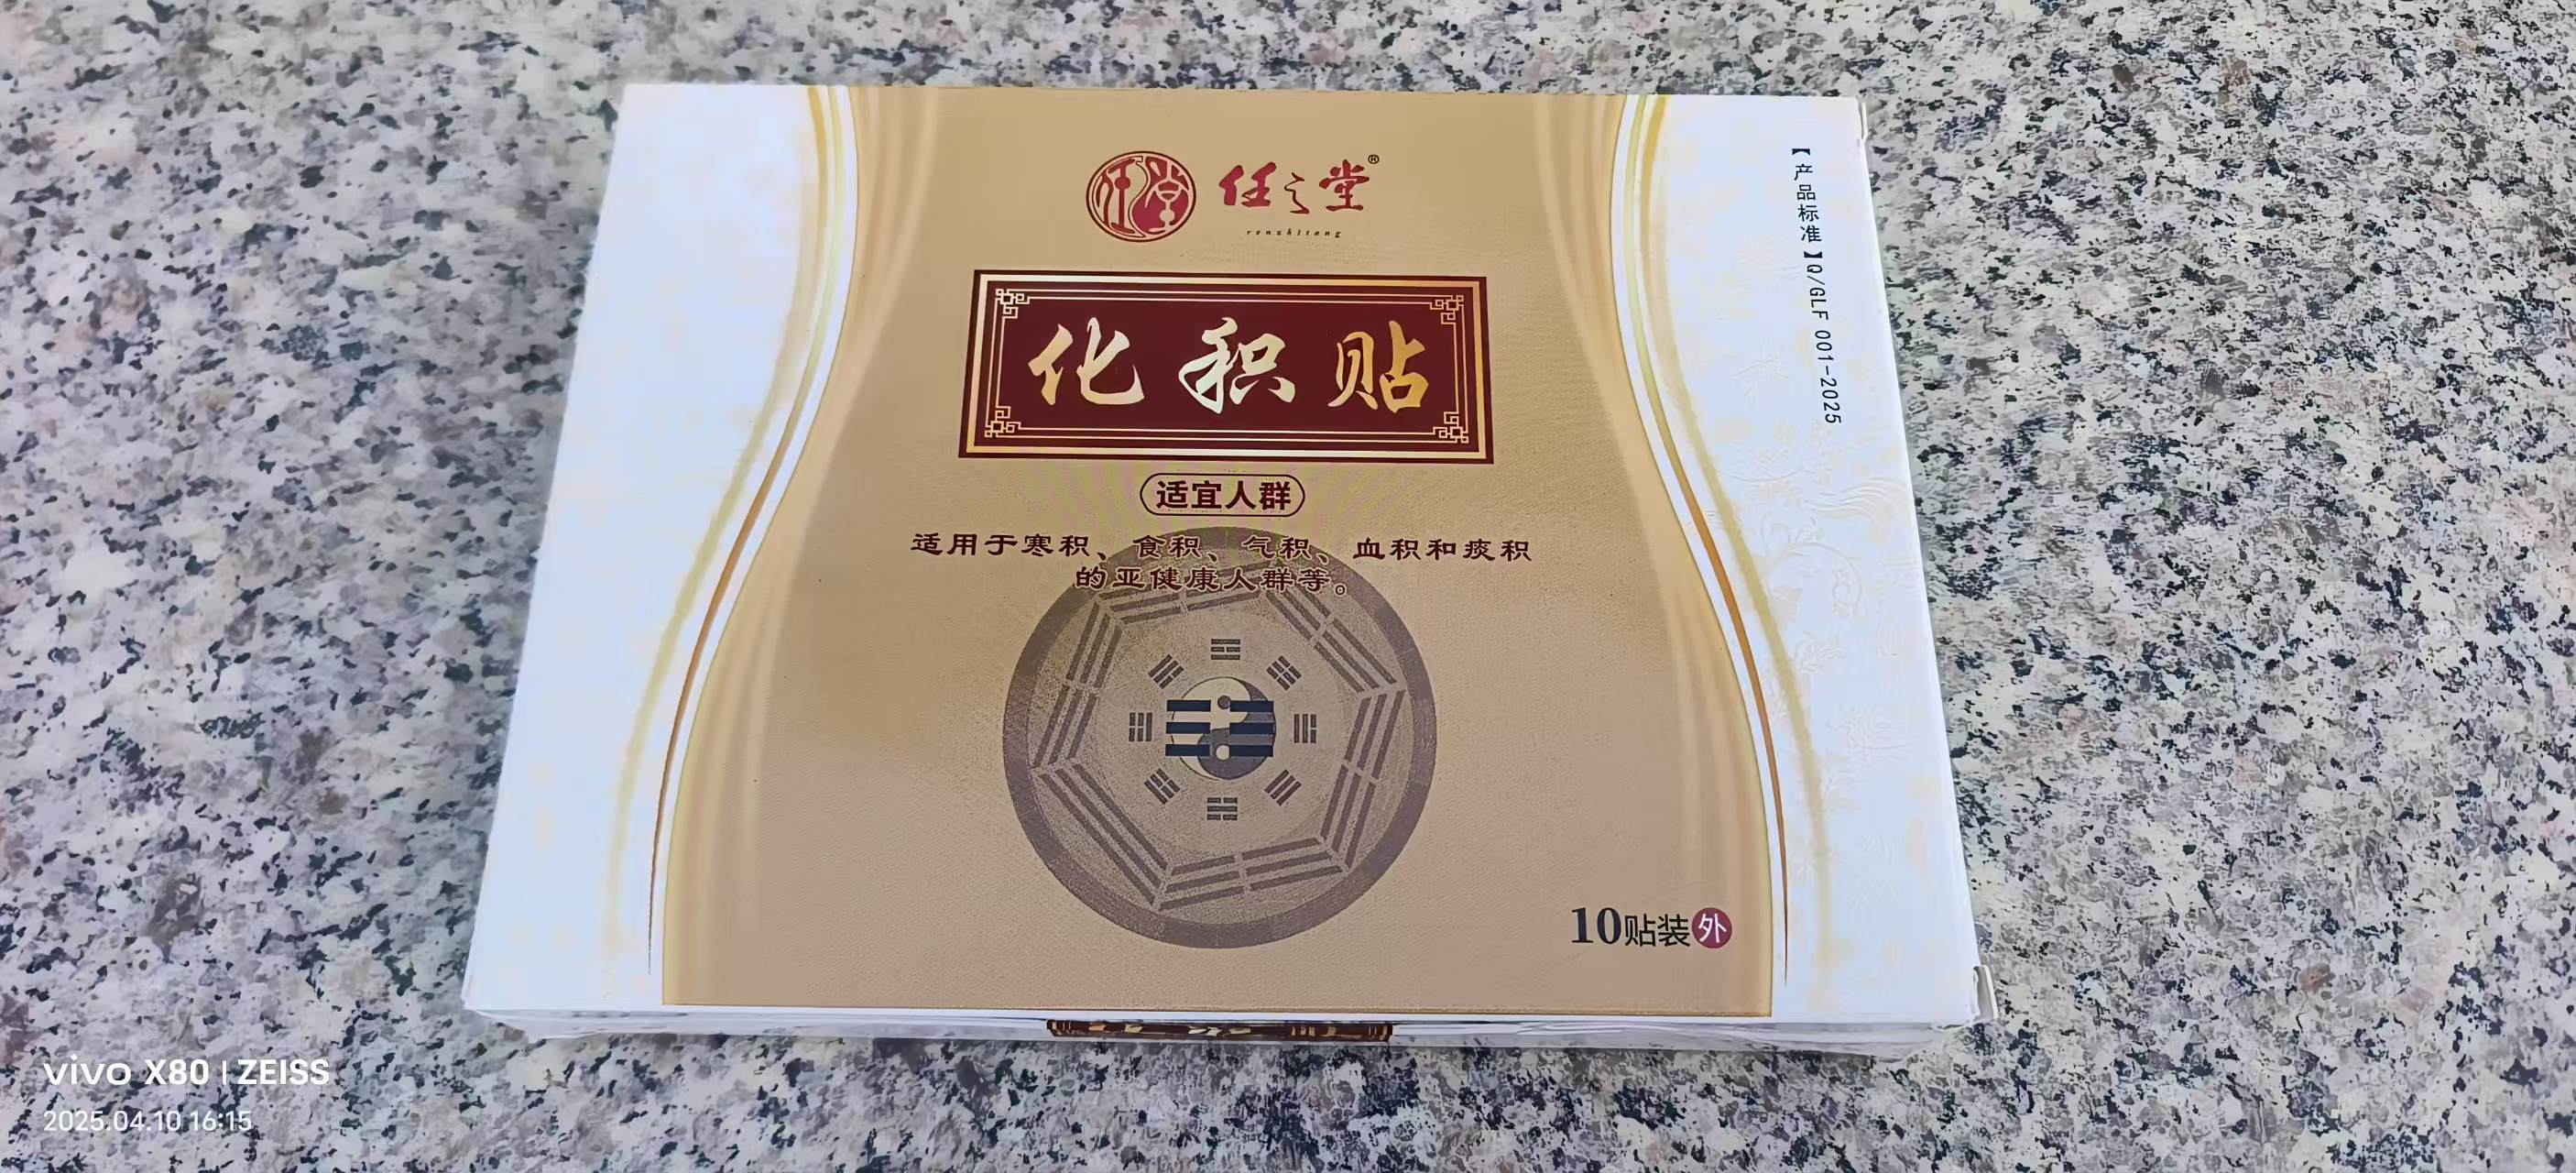 任之堂®
renzhitang
化积贴
适宜人群
适用于寒积、食积、气积、血积和痰积
的亚健康人群等。
10贴装 外
【产品标准】Q/GLF 001-2025
vivo X80 | ZEISS
2025.04.10 16:15